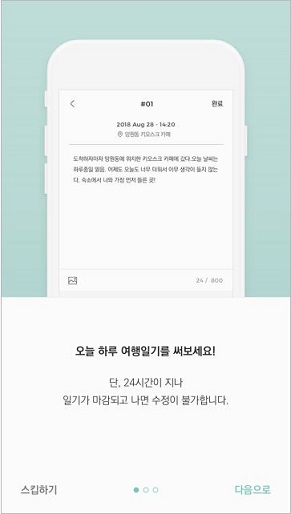 #01 완료
2018 Aug 28 - 14:20
망원동 키오스크 카페
도착하자마자 망원동에 위치한 키오스크 카페에 갔다.오늘 날씨는
하루종일 맑음. 어제도 오늘도 너무 더워서 아무 생각이 들지 않는
다. 숙소에서 나와 가장 먼저 들른 곳!
24 / 800
오늘 하루 여행일기를 써보세요!
단, 24시간이 지나
일기가 마감되고 나면 수정이 불가합니다.
스킵하기 다음으로